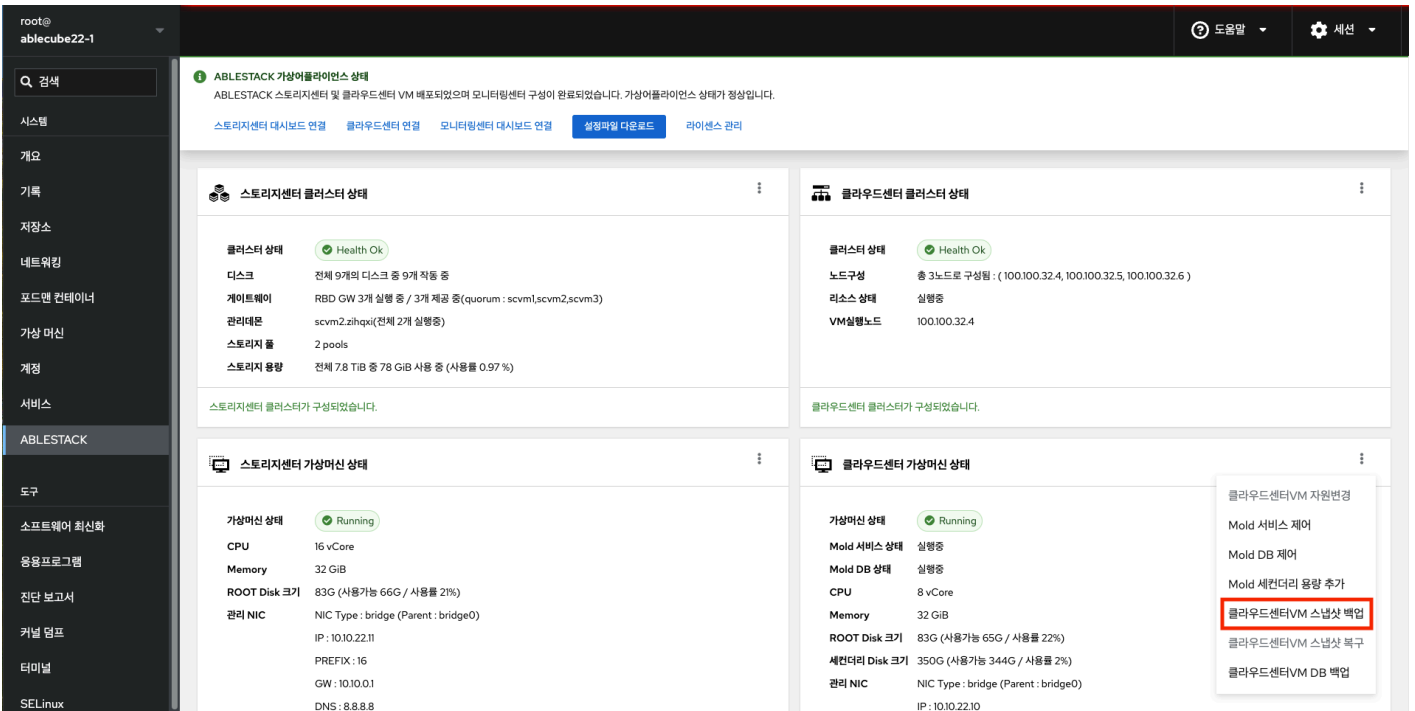 root@
ablecube22-1
도움말
세션
검색
시스템
개요
기록
저장소
네트워킹
포드맨 컨테이너
가상 머신
계정
서비스
ABLESTACK
도구
소프트웨어 최신화
응용프로그램
진단 보고서
커널 덤프
터미널
SELinux
ABLESTACK 가상어플라이언스 상태
ABLESTACK 스토리지센터 및 클라우드센터 VM 배포되었으며 모니터링센터 구성이 완료되었습니다. 가상어플라이언스 상태가 정상입니다.
스토리지센터 대시보드 연결 클라우드센터 연결 모니터링센터 대시보드 연결 설정파일 다운로드 라이센스 관리
스토리지센터 클러스터 상태
클러스터 상태 Health Ok
디스크 전체 9개의 디스크 중 9개 작동 중
게이트웨이 RBD GW 3개 실행 중 / 3개 제공 중(quorum : scvm1,scvm2,scvm3)
관리데몬 scvm2.zihqxi(전체 2개 실행중)
스토리지 풀 2 pools
스토리지 용량 전체 7.8 TiB 중 78 GiB 사용 중 (사용률 0.97 %)
스토리지센터 클러스터가 구성되었습니다.
클라우드센터 클러스터 상태
클러스터 상태 Health Ok
노드구성 총 3노드로 구성됨 : ( 100.100.32.4, 100.100.32.5, 100.100.32.6 )
리소스 상태 실행중
VM실행노드 100.100.32.4
클라우드센터 클러스터가 구성되었습니다.
스토리지센터 가상머신 상태
가상머신 상태 Running
CPU 16 vCore
Memory 32 GiB
ROOT Disk 크기 83G (사용가능 66G / 사용률 21%)
관리 NIC NIC Type : bridge (Parent : bridge0)
IP : 10.10.22.11
PREFIX : 16
GW : 10.10.0.1
DNS : 8.8.8.8
클라우드센터 가상머신 상태
가상머신 상태 Running
Mold 서비스 상태 실행중
Mold DB 상태 실행중
CPU 8 vCore
Memory 32 GiB
ROOT Disk 크기 83G (사용가능 65G / 사용률 22%)
세컨더리 Disk 크기 350G (사용가능 344G / 사용률 2%)
관리 NIC NIC Type : bridge (Parent : bridge0)
IP : 10.10.22.10
클라우드센터VM 자원변경
Mold 서비스 제어
Mold DB 제어
Mold 세컨더리 용량 추가
클라우드센터VM 스냅샷 백업
클라우드센터VM 스냅샷 복구
클라우드센터VM DB 백업